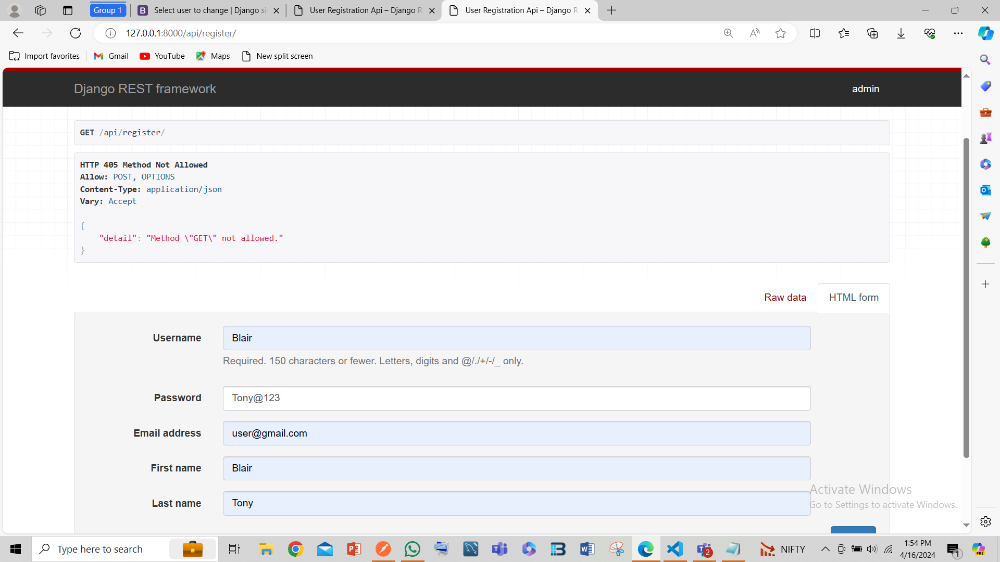 Group 1
Select user to change | Django si
User Registration Api – Django R
User Registration Api – Django R
127.0.0.1:8000/api/register/
Import favorites
Gmail
YouTube
Maps
New split screen
Django REST framework
admin
GET /api/register/
HTTP 405 Method Not Allowed
Allow: POST, OPTIONS
Content-Type: application/json
Vary: Accept
{
"detail": "Method \"GET\" not allowed."
}
Raw data
HTML form
Username
Blair
Required. 150 characters or fewer. Letters, digits and @/./+/-/_ only.
Password
Tony@123
Email address
user@gmail.com
First name
Blair
Last name
Tony
Activate Windows
Go to Settings to activate Windows.
Type here to search
2
NIFTY
1:54 PM
4/16/2024
1
PRE